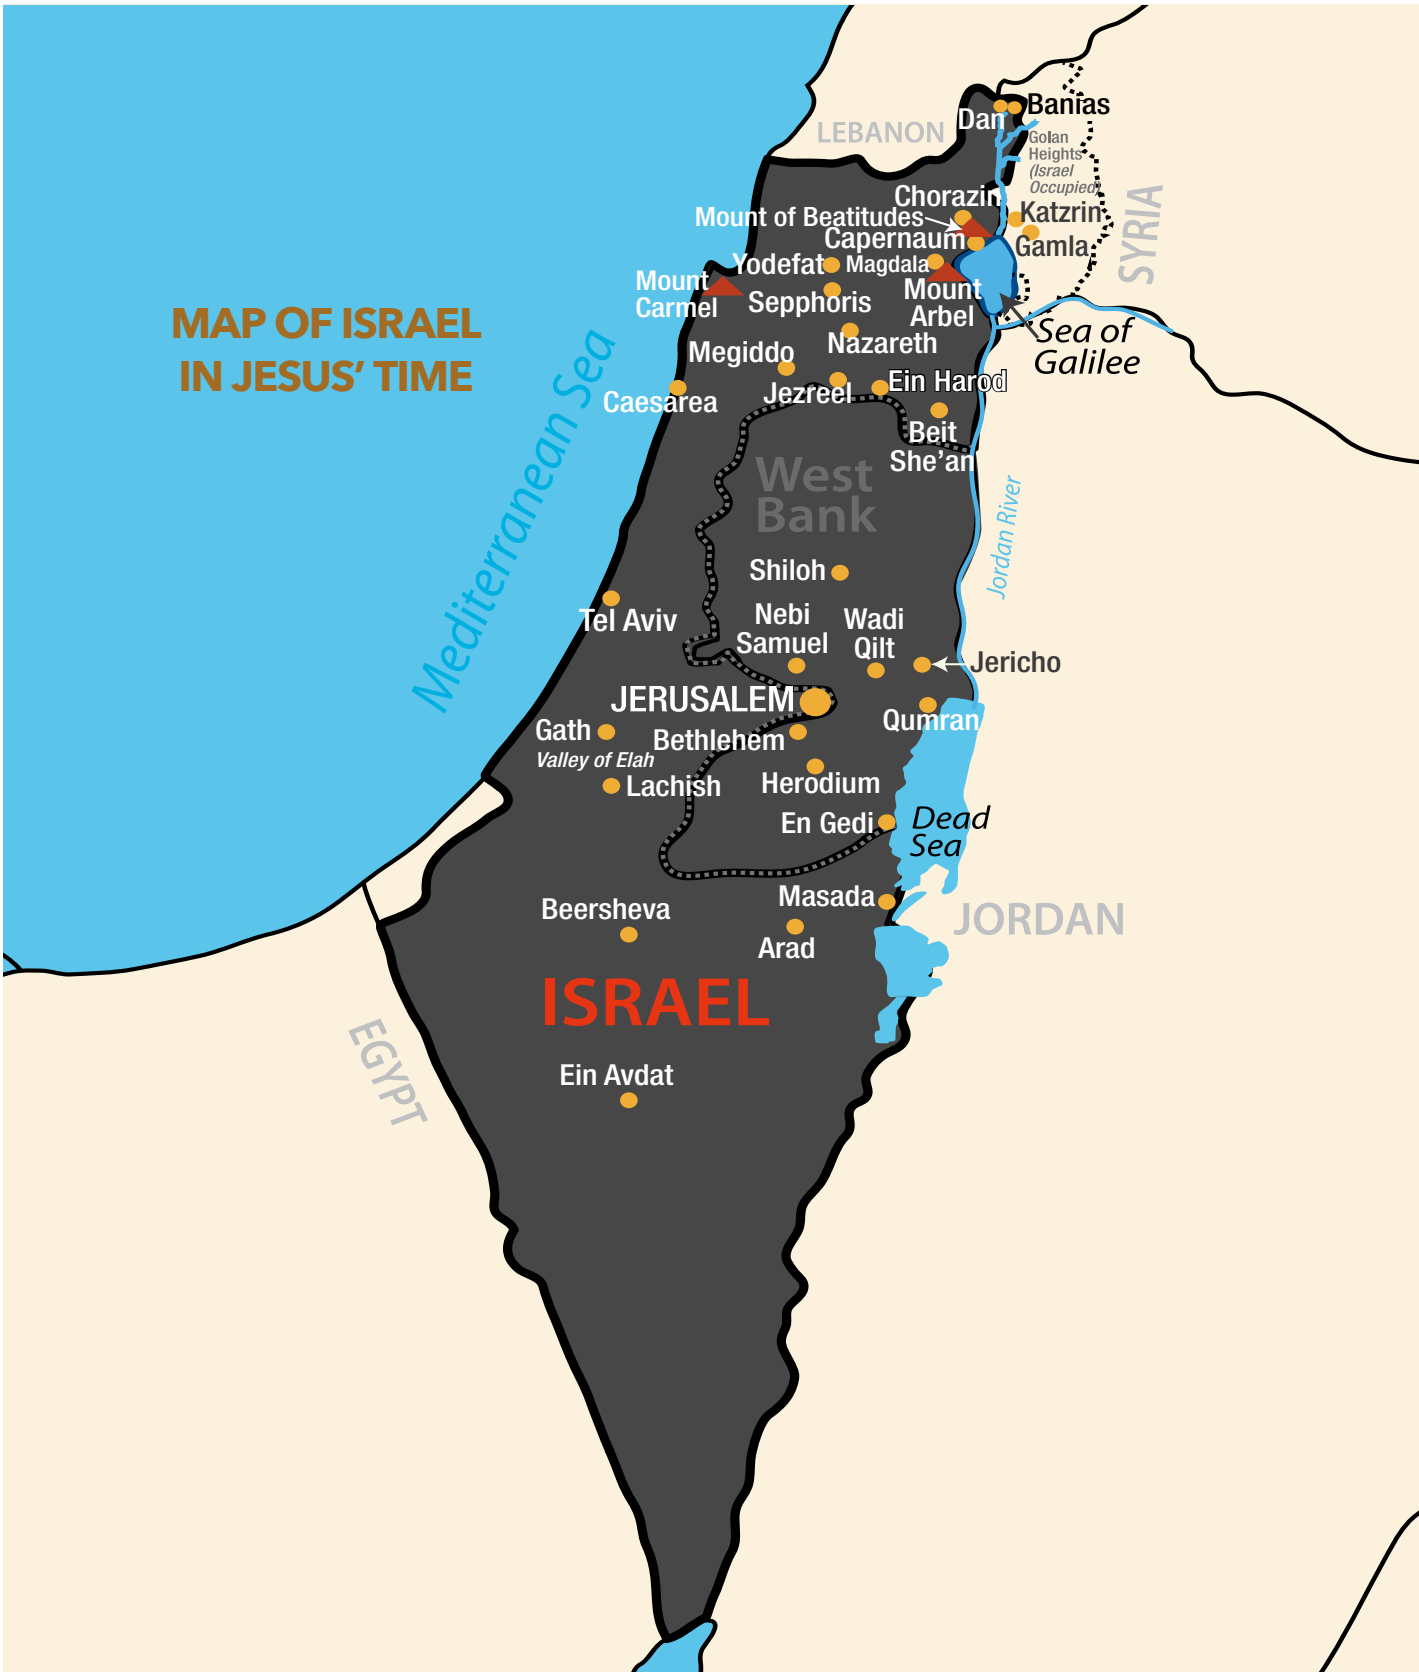 MAP OF ISRAEL
IN JESUS’ TIME
Mediterranean Sea
LEBANON
Dan
Banias
Golan
Heights
(Israel
Occupied)
SYRIA
Chorazin
Mount of Beatitudes
Katzrin
Capernaum
Gamla
Yodefat
Magdala
Mount
Carmel
Sepphoris
Mount
Arbel
Sea of
Galilee
Nazareth
Megiddo
Jezreel
Ein Harod
Caesarea
Beit
She’an
West
Bank
Jordan River
Shiloh
Tel Aviv
Nebi
Samuel
Wadi
Qilt
Jericho
JERUSALEM
Qumran
Gath
Bethlehem
Valley of Elah
Lachish
Herodium
En Gedi
Dead
Sea
Masada
JORDAN
Beersheva
Arad
ISRAEL
EGYPT
Ein Avdat